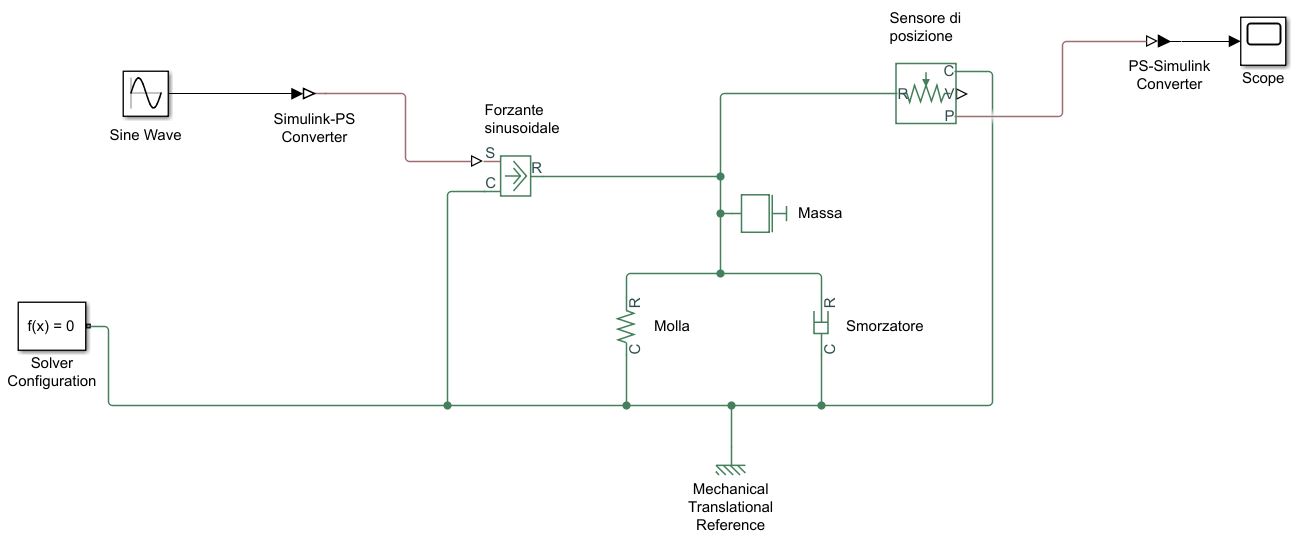 Sensore di
posizione
C
R
V
P
PS-Simulink
Converter
Scope
Sine Wave
Simulink-PS
Converter
Forzante
sinusoidale
S
C
R
Massa
R
C
Molla
R
C
Smorzatore
f(x) = 0
Solver
Configuration
Mechanical
Translational
Reference